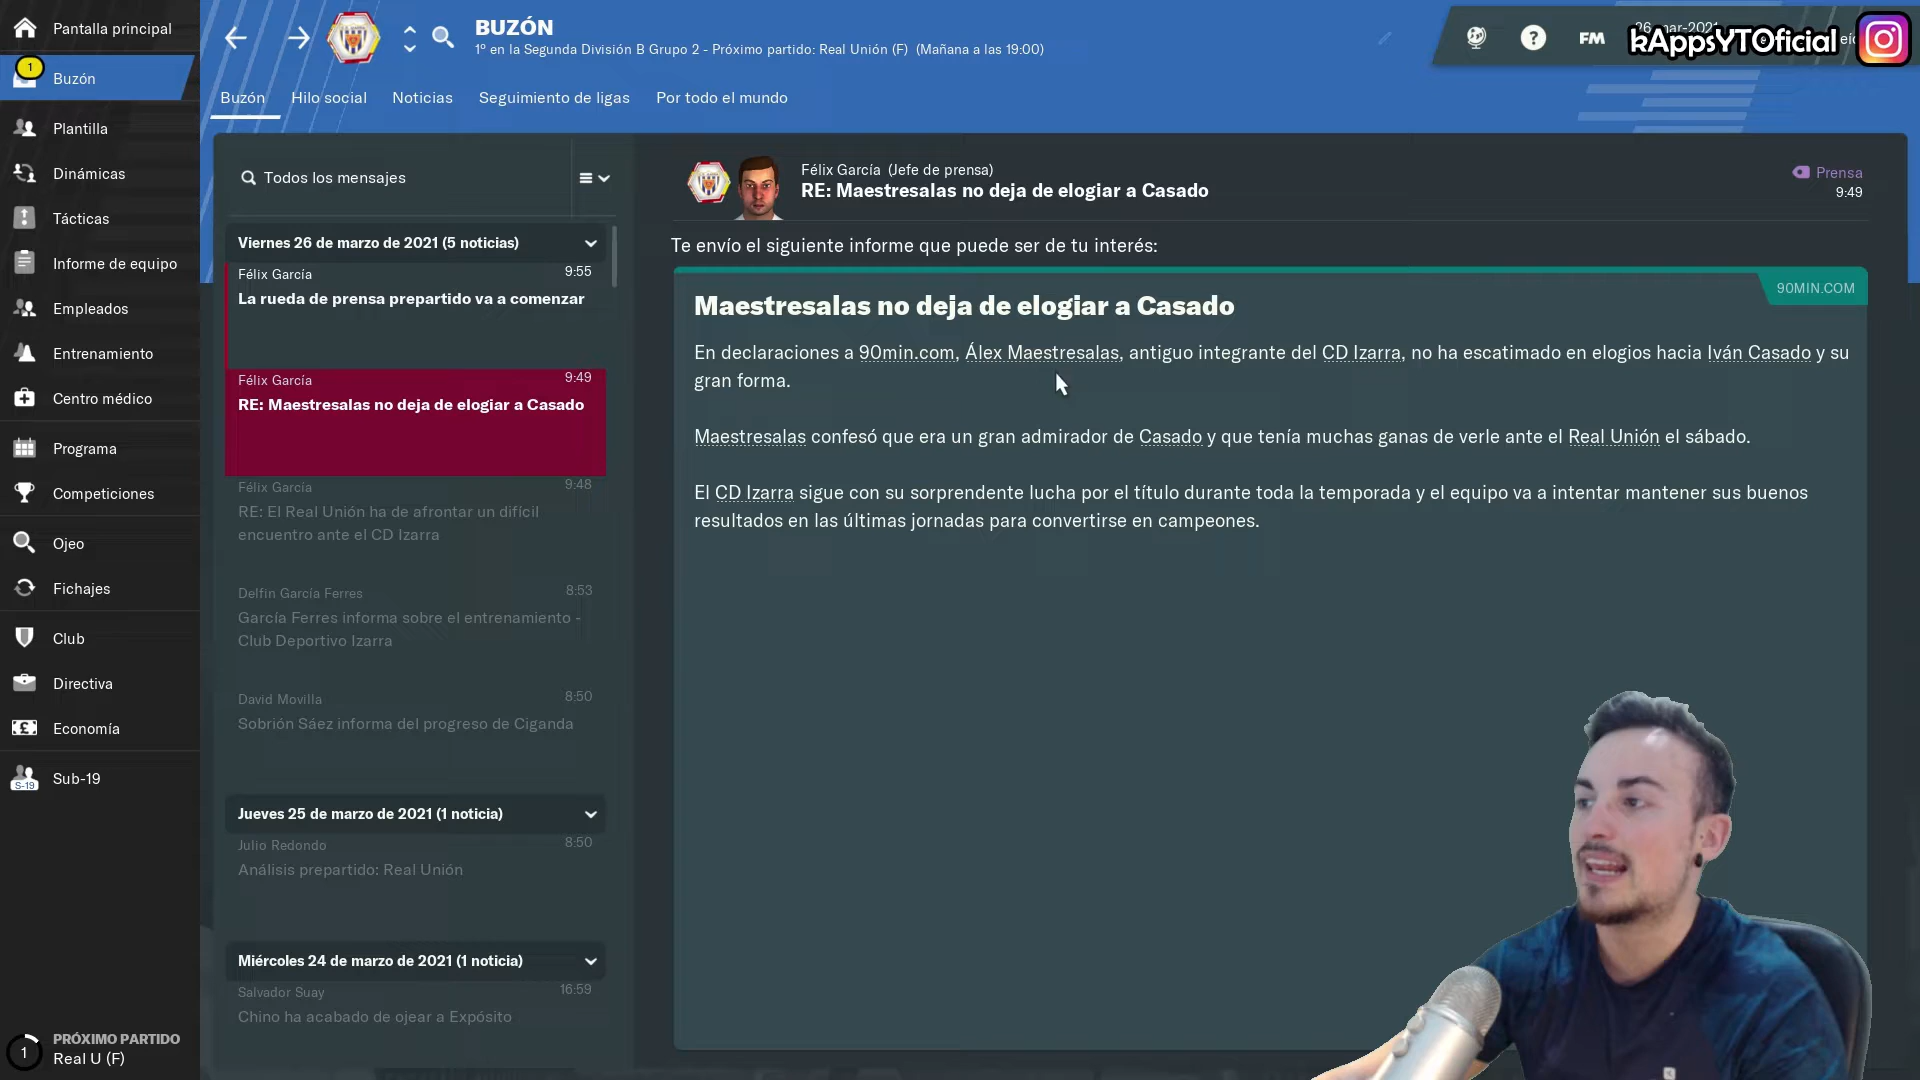 Pantalla principal
1
Buzón
Plantilla
Dinámicas
Tácticas
Informe de equipo
Empleados
Entrenamiento
Centro médico
Programa
Competiciones
Ojeo
Fichajes
Club
Directiva
Economía
S-19
Sub-19
1
PRÓXIMO PARTIDO
Real U (F)
BUZÓN
1º en la Segunda División B Grupo 2 - Próximo partido: Real Unión (F) (Mañana a las 19:00)
?
FM
26-mar-2021
kAppsYTOficial
Buzón Hilo social Noticias Seguimiento de ligas Por todo el mundo
Todos los mensajes
Viernes 26 de marzo de 2021 (5 noticias)
Félix García 9:55
La rueda de prensa prepartido va a comenzar
Félix García 9:49
RE: Maestresalas no deja de elogiar a Casado
Félix García 9:48
RE: El Real Unión ha de afrontar un difícil
encuentro ante el CD Izarra
Delfin García Ferres 8:53
García Ferres informa sobre el entrenamiento -
Club Deportivo Izarra
David Movilla 8:50
Sobrión Sáez informa del progreso de Ciganda
Jueves 25 de marzo de 2021 (1 noticia)
Julio Redondo 8:50
Análisis prepartido: Real Unión
Miércoles 24 de marzo de 2021 (1 noticia)
Salvador Suay 16:59
Chino ha acabado de ojear a Expósito
Félix García (Jefe de prensa)
RE: Maestresalas no deja de elogiar a Casado
Prensa
9:49
Te envío el siguiente informe que puede ser de tu interés:
90MIN.COM
Maestresalas no deja de elogiar a Casado
En declaraciones a 90min.com, Álex Maestresalas, antiguo integrante del CD Izarra, no ha escatimado en elogios hacia Iván Casado y su
gran forma.
Maestresalas confesó que era un gran admirador de Casado y que tenía muchas ganas de verle ante el Real Unión el sábado.
El CD Izarra sigue con su sorprendente lucha por el título durante toda la temporada y el equipo va a intentar mantener sus buenos
resultados en las últimas jornadas para convertirse en campeones.